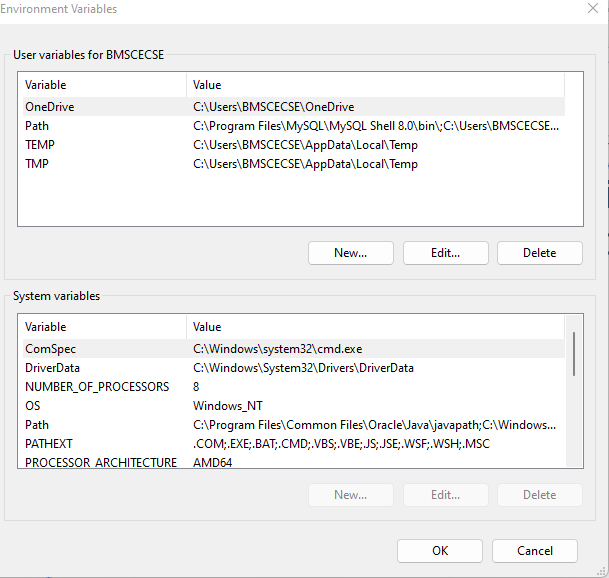 Environment Variables
User variables for BMSCECSE
Variable Value
OneDrive C:\Users\BMSCECSE\OneDrive
Path C:\Program Files\MySQL\MySQL Shell 8.0\bin\;C:\Users\BMSCECSE...
TEMP C:\Users\BMSCECSE\AppData\Local\Temp
TMP C:\Users\BMSCECSE\AppData\Local\Temp
New... Edit... Delete
System variables
Variable Value
ComSpec C:\Windows\system32\cmd.exe
DriverData C:\Windows\System32\Drivers\DriverData
NUMBER_OF_PROCESSORS 8
OS Windows_NT
Path C:\Program Files\Common Files\Oracle\Java\javapath;C:\Windows...
PATHEXT .COM;.EXE;.BAT;.CMD;.VBS;.VBE;.JS;.JSE;.WSF;.WSH;.MSC
PROCESSOR_ARCHITECTURE AMD64
New... Edit... Delete
OK Cancel